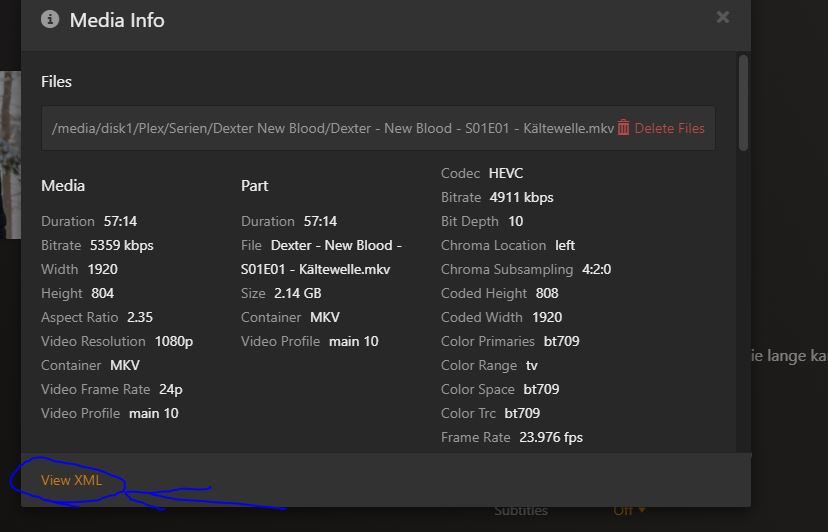 Media Info
Files
/media/disk1/Plex/Serien/Dexter New Blood/Dexter - New Blood - S01E01 - Kältewelle.mkv Delete Files
Media
Duration 57:14
Bitrate 5359 kbps
Width 1920
Height 804
Aspect Ratio 2.35
Video Resolution 1080p
Container MKV
Video Frame Rate 24p
Video Profile main 10
Part
Duration 57:14
File Dexter - New Blood -
S01E01 - Kältewelle.mkv
Size 2.14 GB
Container MKV
Video Profile main 10
Codec HEVC
Bitrate 4911 kbps
Bit Depth 10
Chroma Location left
Chroma Subsampling 4:2:0
Coded Height 808
Coded Width 1920
Color Primaries bt709
Color Range tv
Color Space bt709
Color Trc bt709
Frame Rate 23.976 fps
ie lange ka
View XML
Subtitles Off